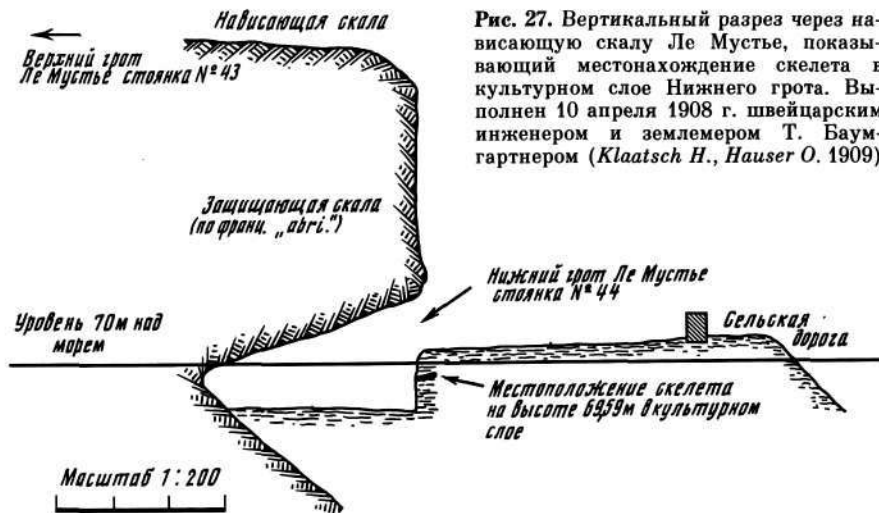 Нависающая скала
Верхний грот
Ле Мустье стоянка № 43
Рис. 27. Вертикальный разрез через на-
висающую скалу Ле Мустье, показы-
вающий местонахождение скелета в
культурном слое Нижнего грота. Вы-
полнен 10 апреля 1908 г. швейцарским
инженером и землемером Т. Баум-
гартнером (Klaatsch H., Hauser O. 1909)
Защищающая скала
(по франц. „abri.")
Нижний грот Ле Мустье
стоянка № 44
Уровень 70м над
морем
Сельская
дорога
Местоположение скелета
на высоте 69,59м в культурном
слое
Масштаб 1:200